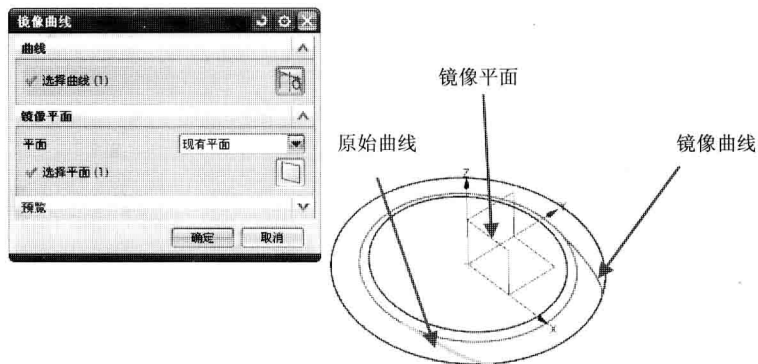 镜像曲线
曲线
选择曲线 (1)
镜像平面
平面
现有平面
选择平面 (1)
预览
确定
取消
镜像平面
原始曲线
镜像曲线
Z
Y
X